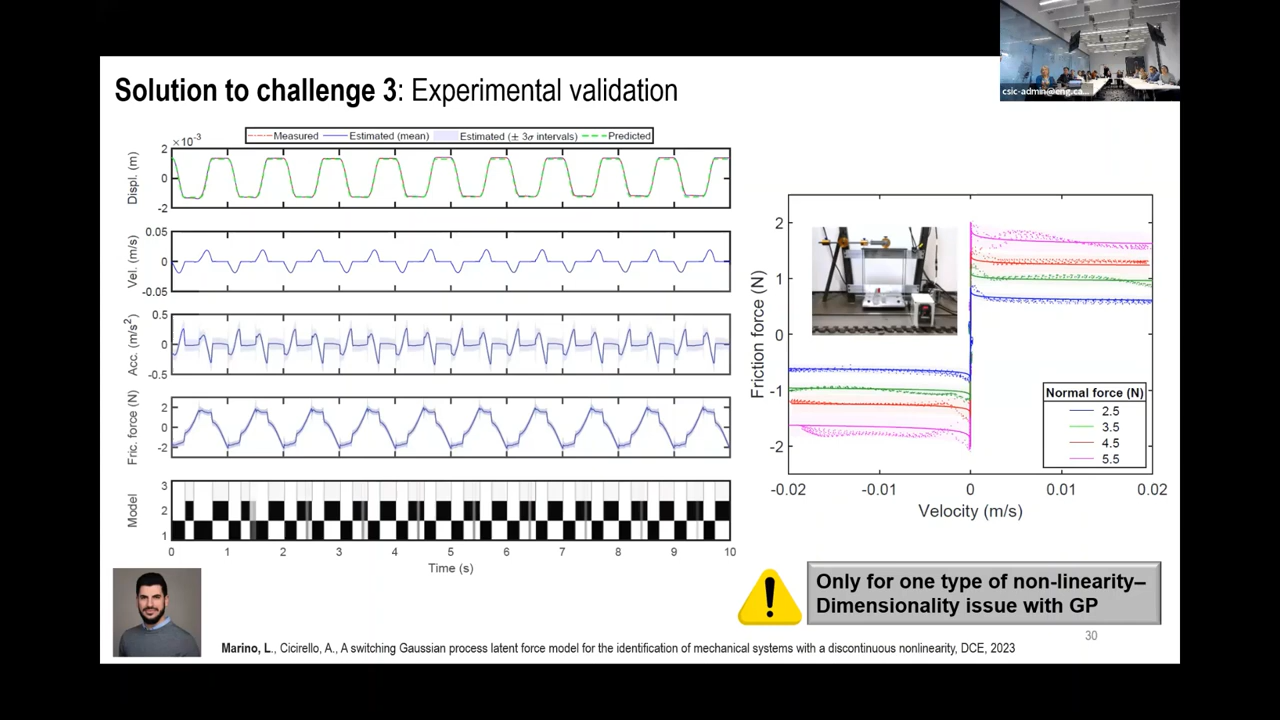 csic-admin@eng.ca...
Solution to challenge 3: Experimental validation
Measured Estimated (mean) Estimated (± 3σ intervals) Predicted
×10⁻³
2
0
-2
Displ. (m)
0.05
0
-0.05
Vel. (m/s)
0.5
0
-0.5
Acc. (m/s²)
2
0
-2
Fric. force (N)
3
2
1
Model
0 1 2 3 4 5 6 7 8 9 10
Time (s)
2
1
0
-1
-2
Friction force (N)
Normal force (N)
2.5
3.5
4.5
5.5
-0.02 -0.01 0 0.01 0.02
Velocity (m/s)
Only for one type of non-linearity–
Dimensionality issue with GP
30
Marino, L., Cicirello, A., A switching Gaussian process latent force model for the identification of mechanical systems with a discontinuous nonlinearity, DCE, 2023